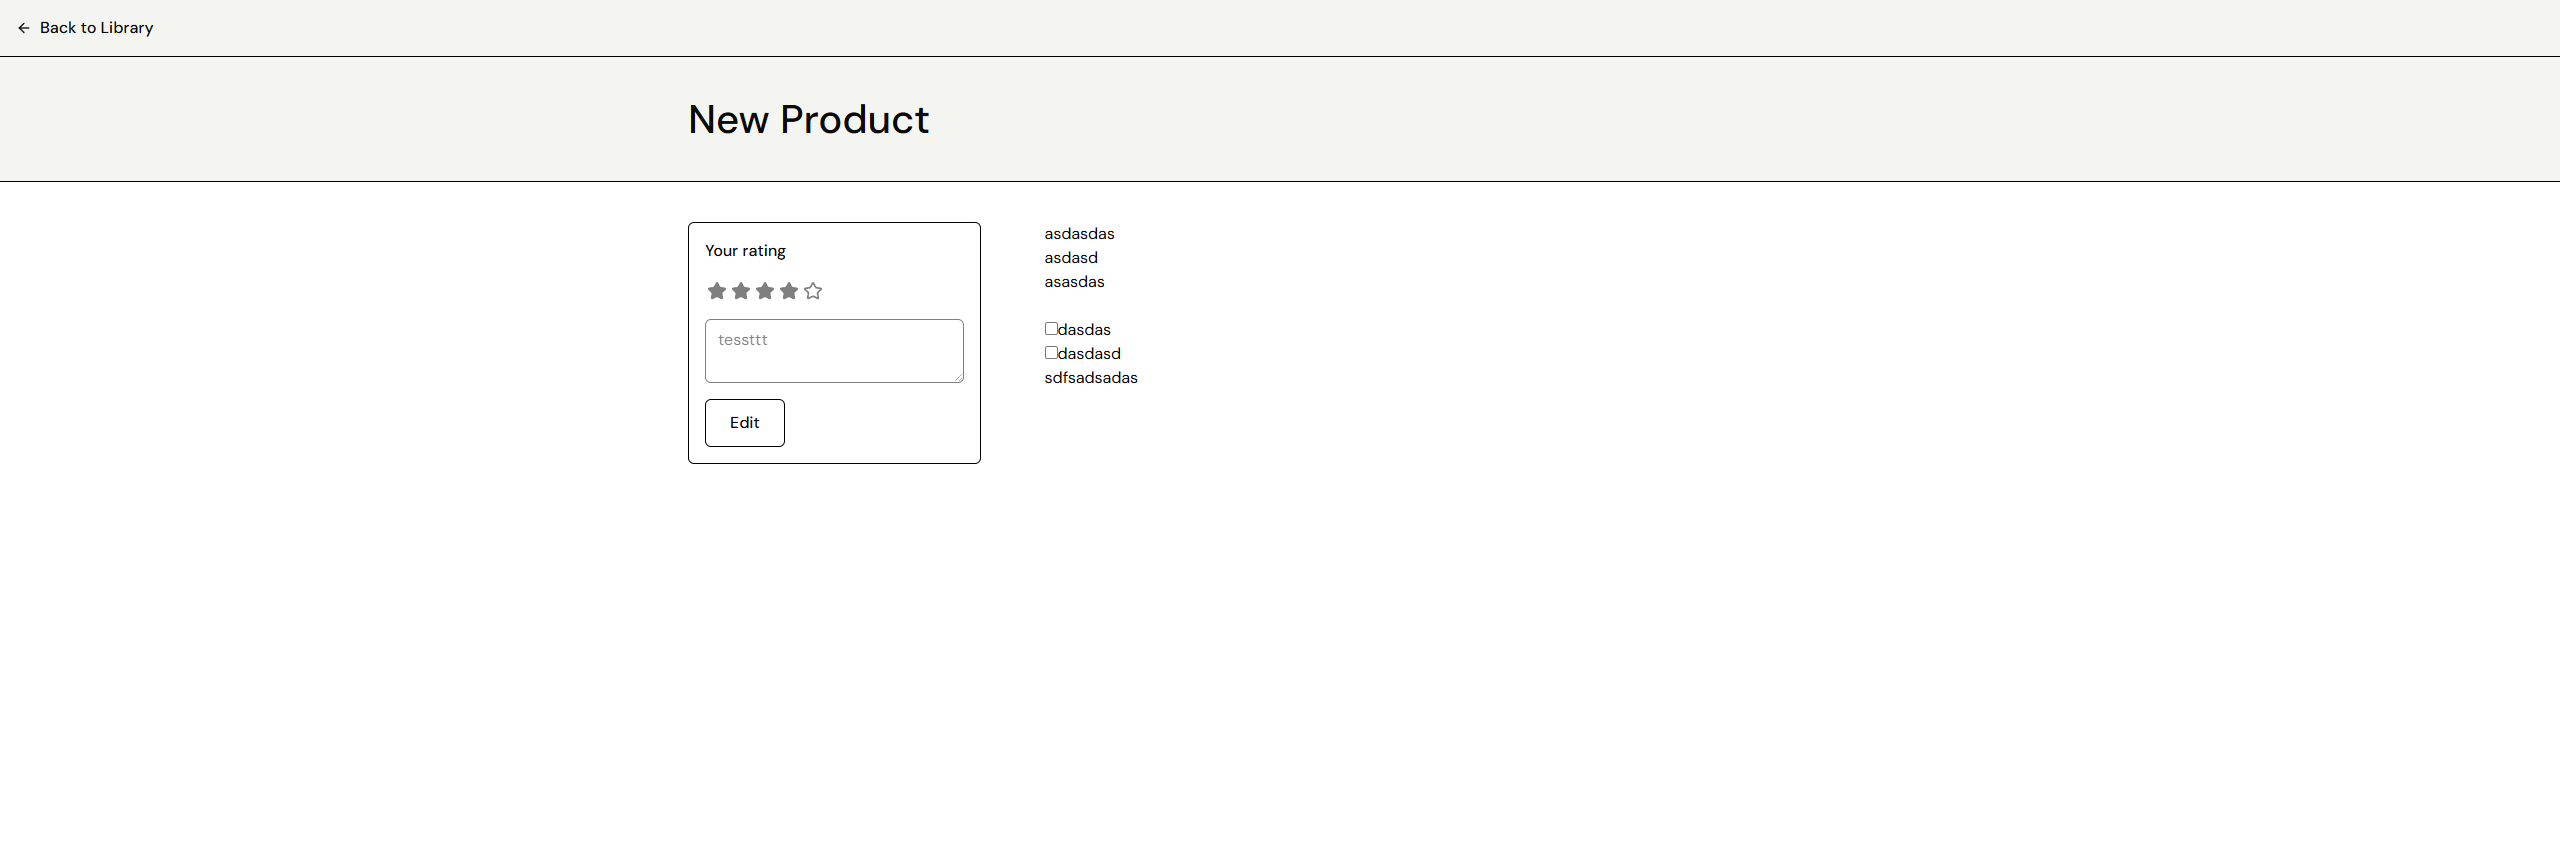 Back to Library
New Product
Your rating
tessttt
Edit
asdasdas
asdasd
asasdas
dasdas
dasdasd
sdfsadsadas